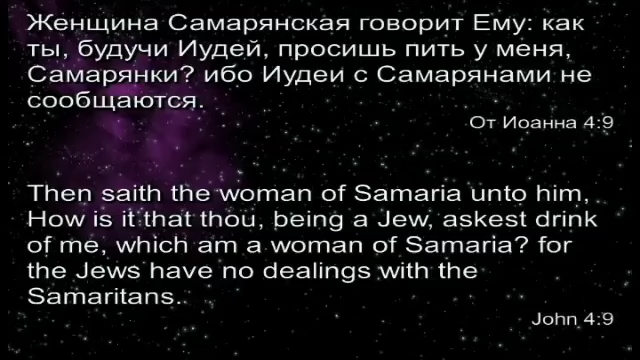 Женщина Самарянская говорит Ему: как
ты, будучи Иудей, просишь пить у меня,
Самарянки? ибо Иудеи с Самарянами не
сообщаются.
От Иоанна 4:9
Then saith the woman of Samaria unto him,
How is it that thou, being a Jew, askest drink
of me, which am a woman of Samaria? for
the Jews have no dealings with the
Samaritans.
John 4:9